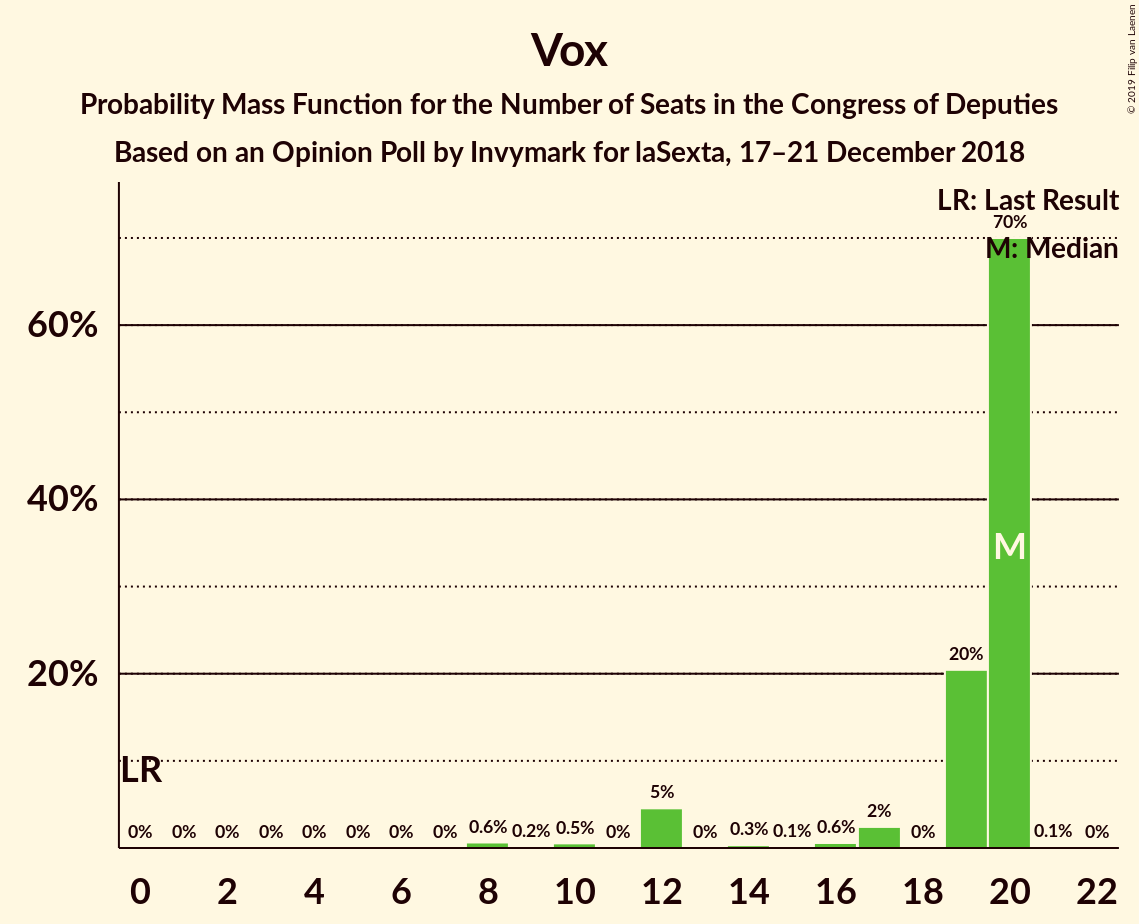 Vox
Probability Mass Function for the Number of Seats in the Congress of Deputies
Based on an Opinion Poll by Invymark for laSexta, 17–21 December 2018
© 2019 Filip van Laenen
LR: Last Result
70%
M: Median
60%
40%
M
20%
20%
LR
0% 0% 0% 0% 0% 0% 0% 0% 0.6% 0.2% 0.5% 0% 5% 0% 0.3% 0.1% 0.6% 2% 0% 0.1% 0%
0 2 4 6 8 10 12 14 16 18 20 22